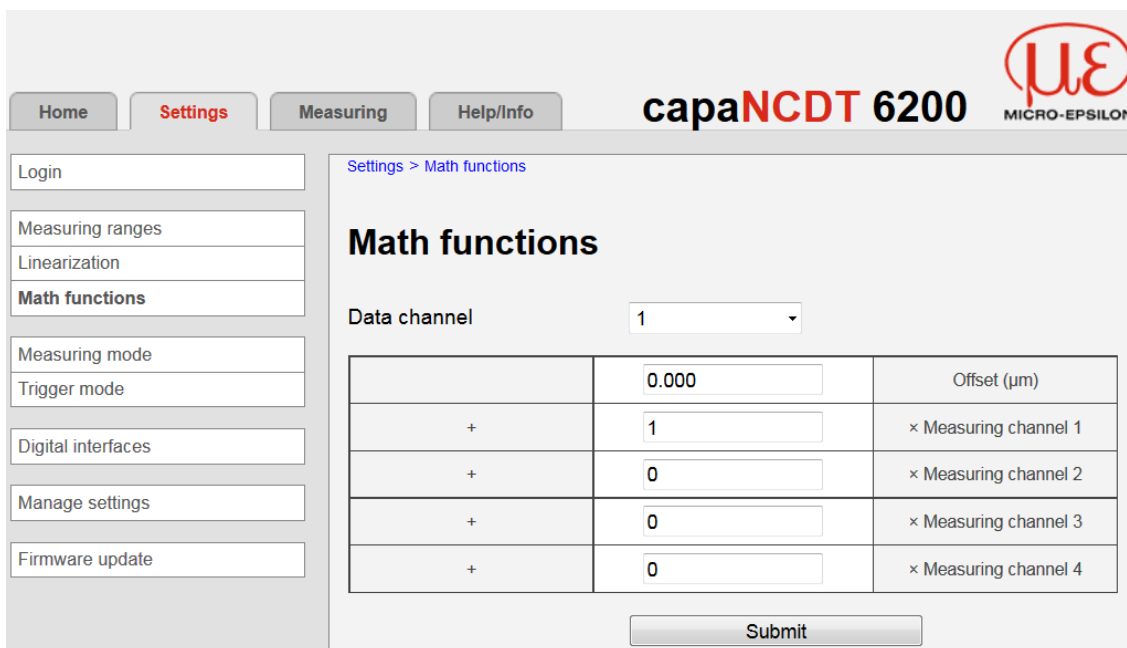 με
MICRO-EPSILON
Home Settings Measuring Help/Info capaNCDT 6200
Login
Measuring ranges
Linearization
Math functions
Measuring mode
Trigger mode
Digital interfaces
Manage settings
Firmware update
Settings > Math functions
Math functions
Data channel 1
0.000 Offset (µm)
+ 1 × Measuring channel 1
+ 0 × Measuring channel 2
+ 0 × Measuring channel 3
+ 0 × Measuring channel 4
Submit